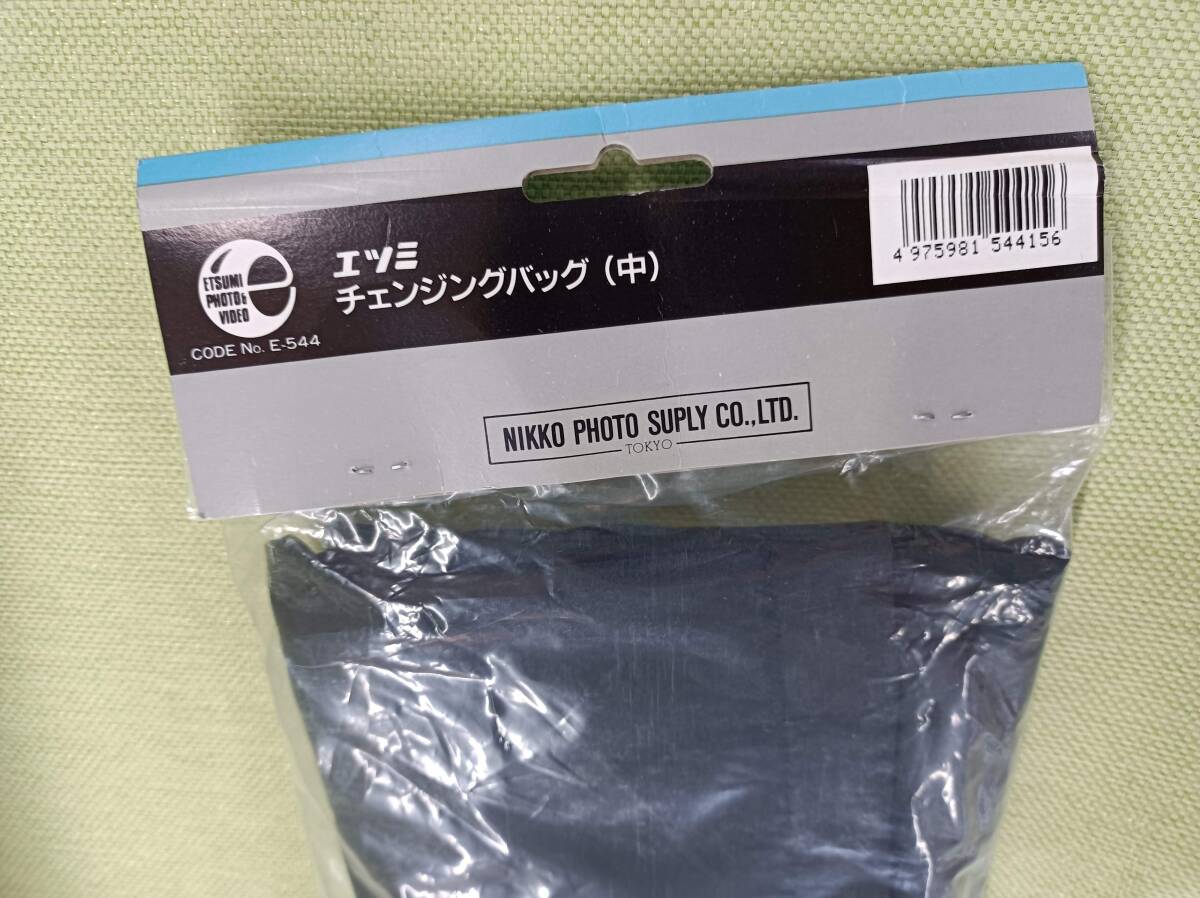 ETSUMI
PHOTO &
VIDEO
CODE No. E-544
エツミ
チェンジングバッグ（中）
4 975981 544156
NIKKO PHOTO SUPLY CO.,LTD.
TOKYO